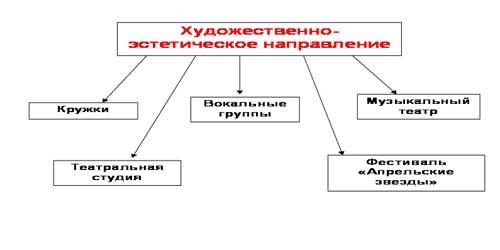 Художественно-
эстетическое направление
Кружки
Вокальные
группы
Музыкальный
театр
Театральная
студия
Фестиваль
«Апрельские
звезды»